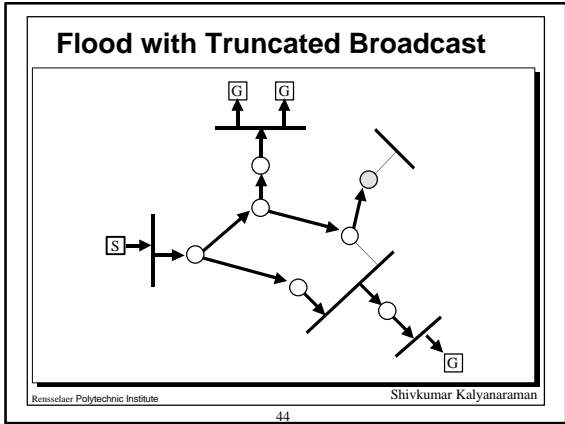 Flood with Truncated Broadcast
G G
S
G
Rensselaer Polytechnic Institute
Shivkumar Kalyanaraman
44